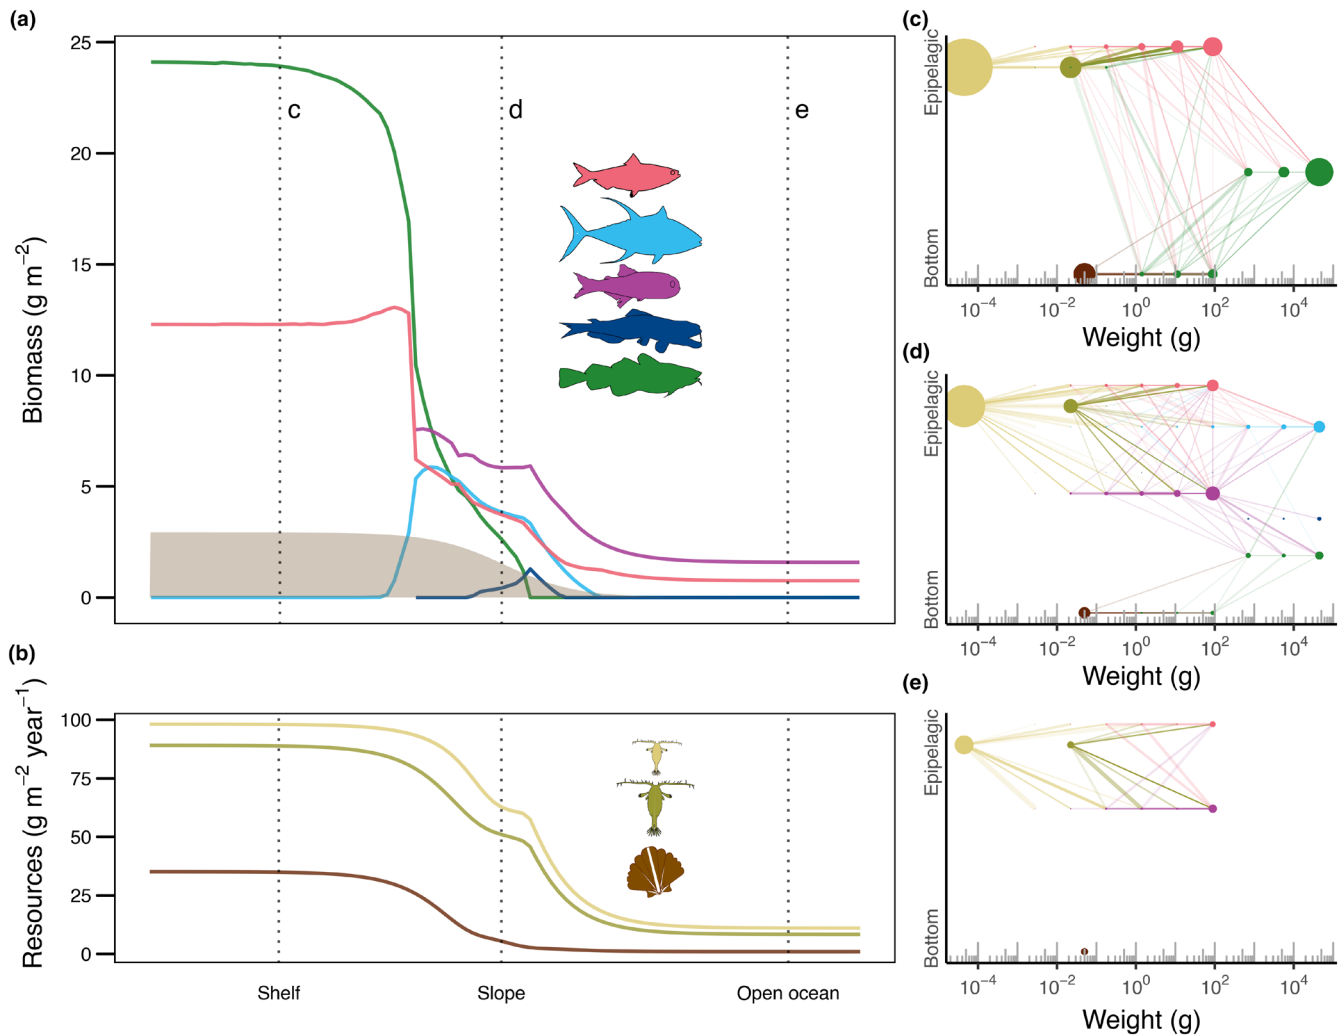 (a)
Biomass (g m⁻²)
25
20
15
10
5
0
c
d
e
(b)
Resources (g m⁻² year⁻¹)
100
75
50
25
0
Shelf
Slope
Open ocean
(c)
Epipelagic
Bottom
10⁻⁴
10⁻²
10⁰
10²
10⁴
Weight (g)
(d)
Epipelagic
Bottom
10⁻⁴
10⁻²
10⁰
10²
10⁴
Weight (g)
(e)
Epipelagic
Bottom
10⁻⁴
10⁻²
10⁰
10²
10⁴
Weight (g)